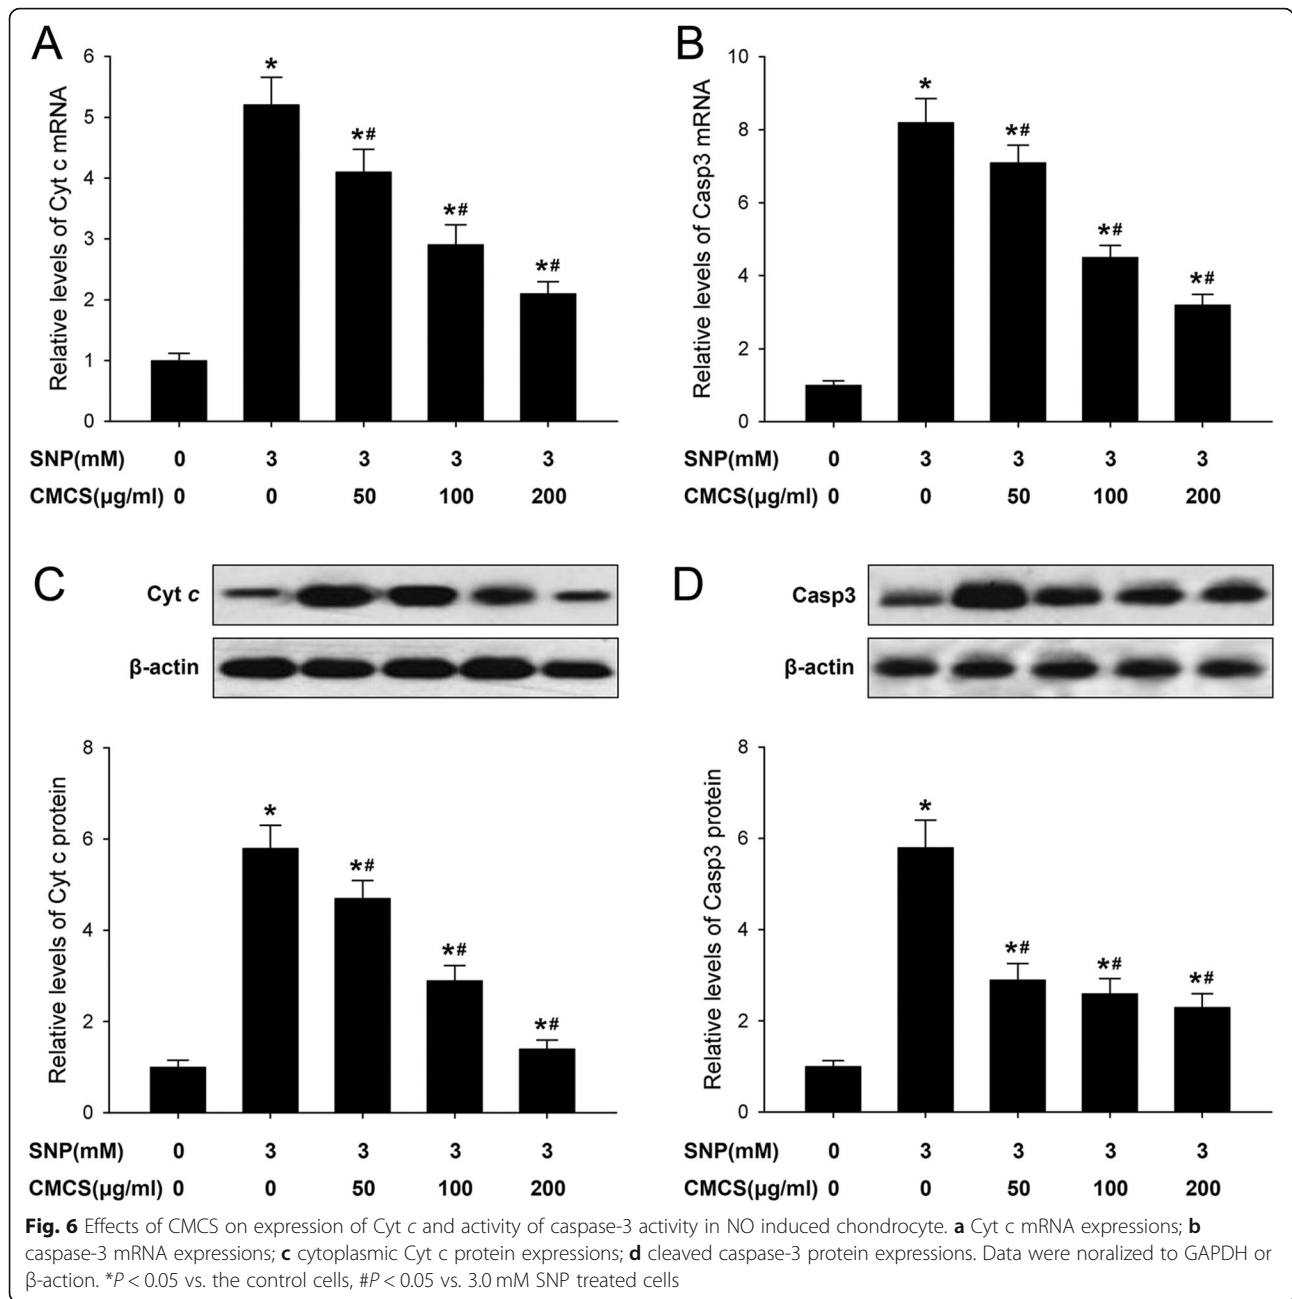 A
Relative levels of Cyt c mRNA
6
5
4
3
2
1
0
*
*#
*#
*#
SNP(mM) 0 3 3 3 3
CMCS(μg/ml) 0 0 50 100 200
B
Relative levels of Casp3 mRNA
10
8
6
4
2
0
*
*#
*#
*#
SNP(mM) 0 3 3 3 3
CMCS(μg/ml) 0 0 50 100 200
C
Cyt c
β-actin
Relative levels of Cyt c protein
8
6
4
2
0
*
*#
*#
*#
SNP(mM) 0 3 3 3 3
CMCS(μg/ml) 0 0 50 100 200
D
Casp3
β-actin
Relative levels of Casp3 protein
8
6
4
2
0
*
*#
*#
*#
SNP(mM) 0 3 3 3 3
CMCS(μg/ml) 0 0 50 100 200
Fig. 6 Effects of CMCS on expression of Cyt c and activity of caspase-3 activity in NO induced chondrocyte. a Cyt c mRNA expressions; b
caspase-3 mRNA expressions; c cytoplasmic Cyt c protein expressions; d cleaved caspase-3 protein expressions. Data were noralized to GAPDH or
β-action. *P < 0.05 vs. the control cells, #P < 0.05 vs. 3.0 mM SNP treated cells